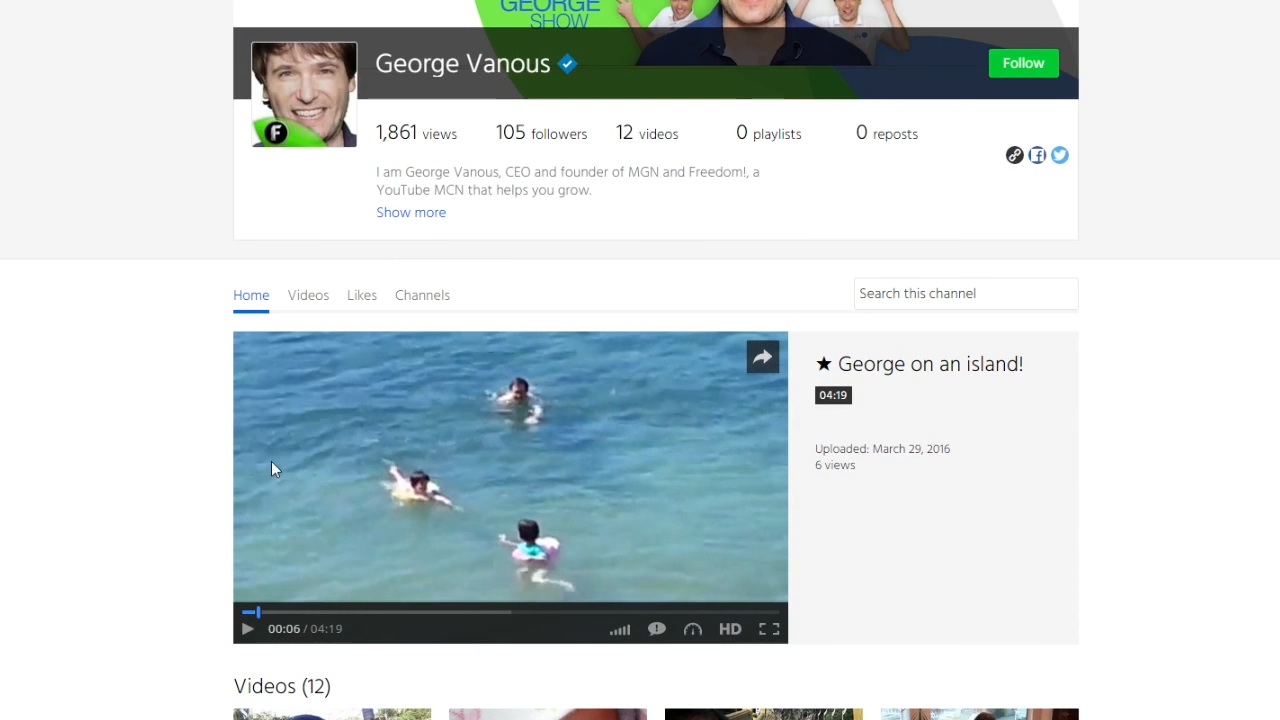 GEORGE
SHOW
George Vanous
Follow
F
1,861 views 105 followers 12 videos 0 playlists 0 reposts
I am George Vanous, CEO and founder of MGN and Freedom!, a
YouTube MCN that helps you grow.
Show more
Home Videos Likes Channels
Search this channel
★ George on an island!
04:19
Uploaded: March 29, 2016
6 views
00:06 / 04:19
HD
Videos (12)